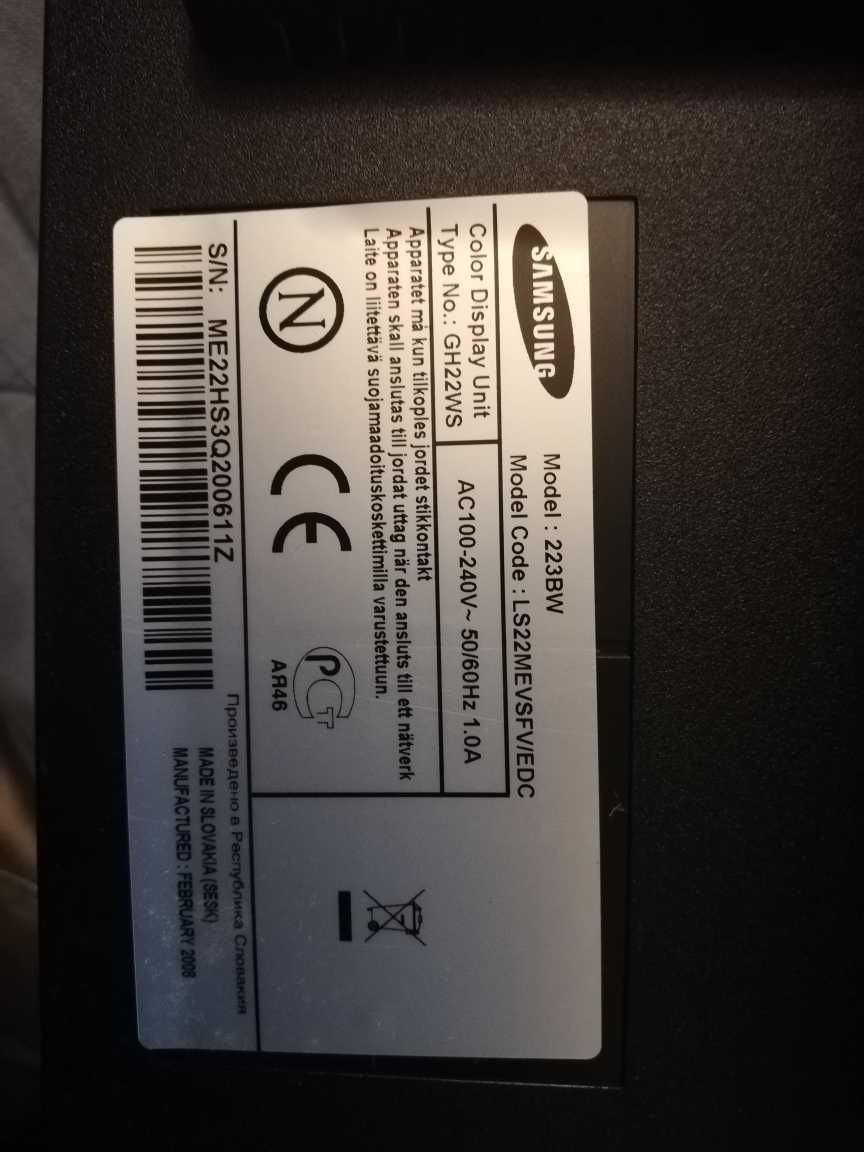 SAMSUNG
Model : 223BW
Model Code : LS22MEVSFV/EDC
Color Display Unit
Type No.: GH22WS
AC100-240V~ 50/60Hz 1.0A
Apparatet må kun tilkoples jordet stikkontakt
Apparaten skall anslutas till jordat uttag når den ansluts till ett nätverk
Laite on liitettävä suojamaadoituskoskettimilla varustettuun.
N
CE
РСТ
АЯ46
S/N: ME22HS3Q200611Z
Произведено в Республика Словакия
MADE IN SLOVAKIA (SESK)
MANUFACTURED : FEBRUARY 2008